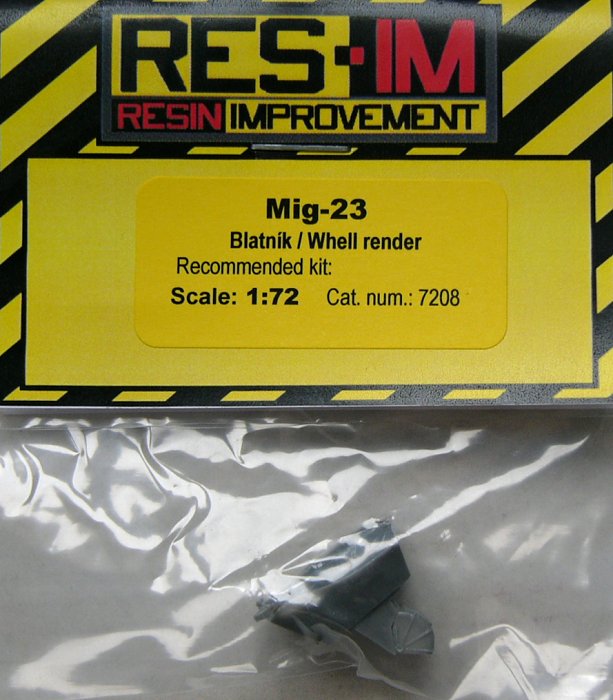 RES-IM
RESIN IMPROVEMENT
Mig-23
Blatník / Whell render
Recommended kit:
Scale: 1:72 Cat. num.: 7208